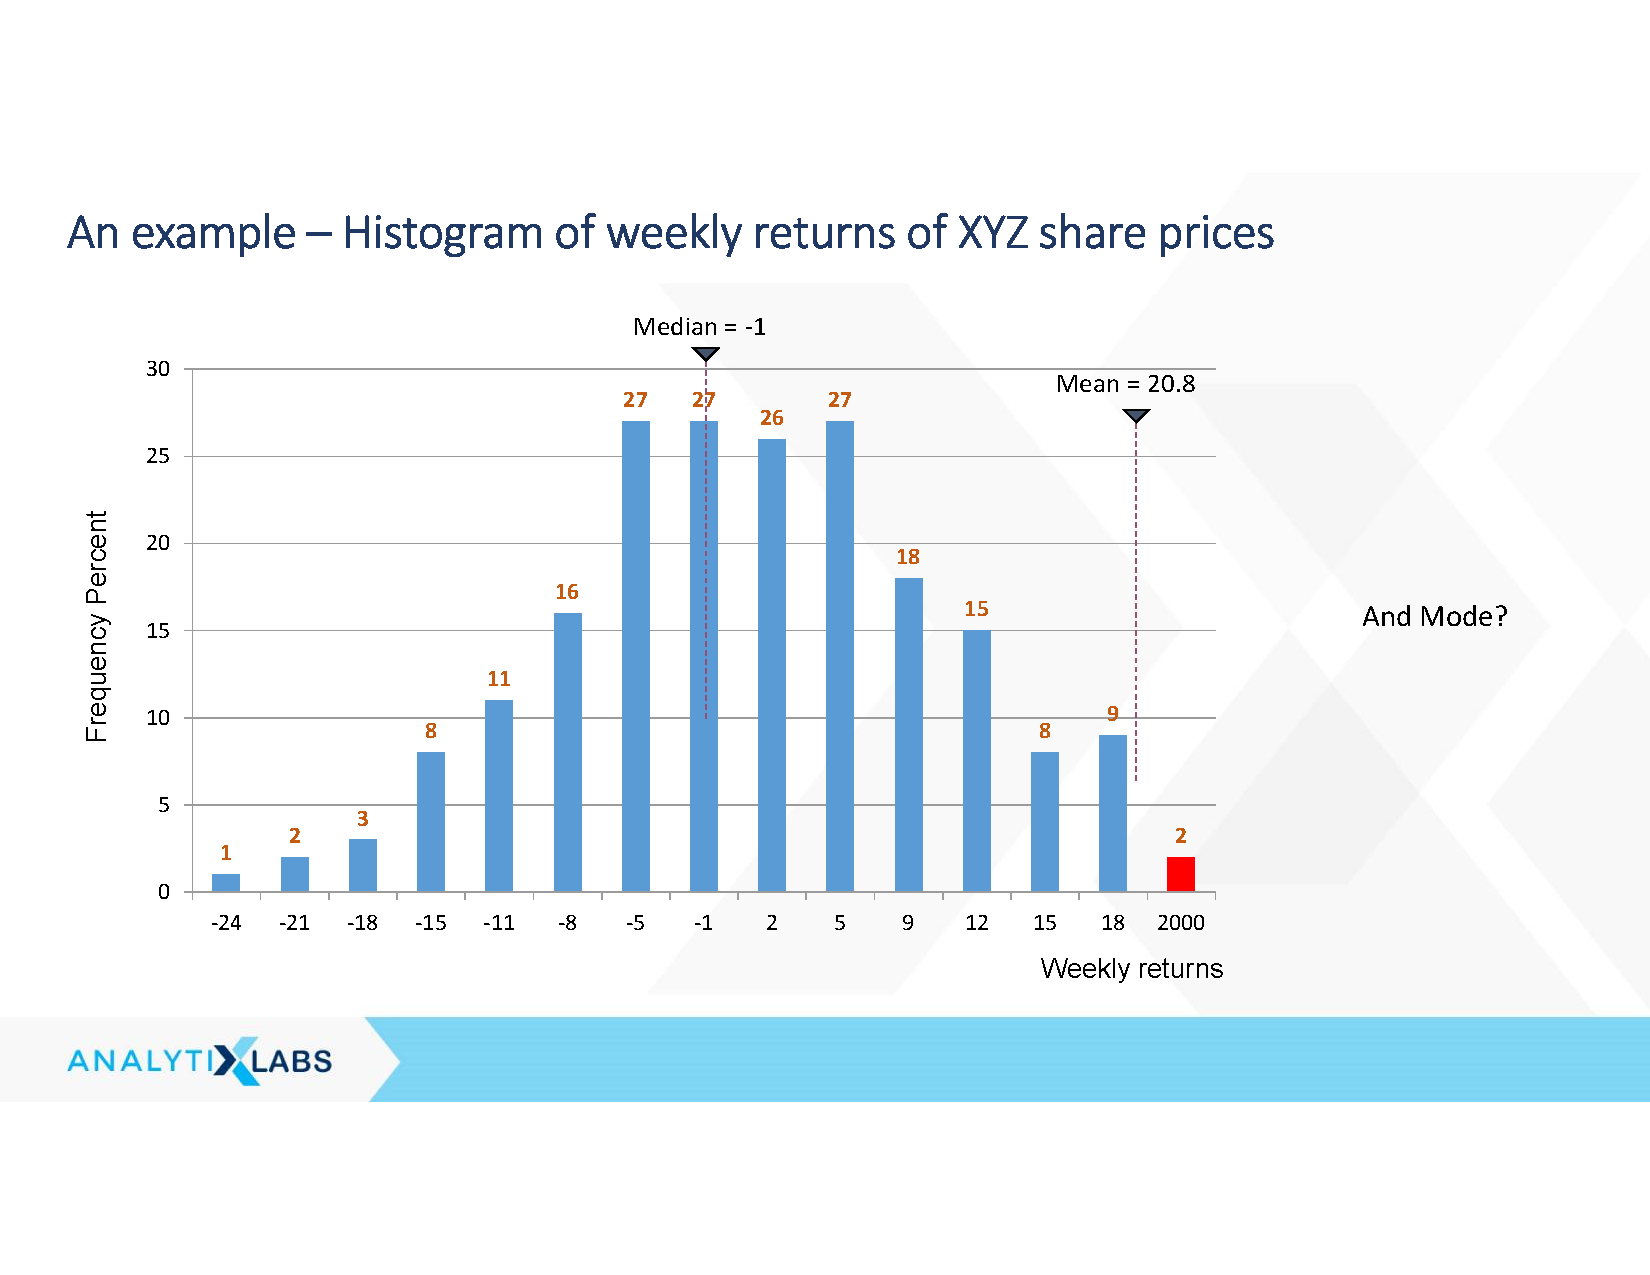 An example – Histogram of weekly returns of XYZ share prices
Median = -1
Mean = 20.8
30
25
20
15
10
5
0
Frequency Percent
1
2
3
8
11
16
27
27
26
27
18
15
8
9
2
-24 -21 -18 -15 -11 -8 -5 -1 2 5 9 12 15 18 2000
Weekly returns
And Mode?
ANALYTIXLABS